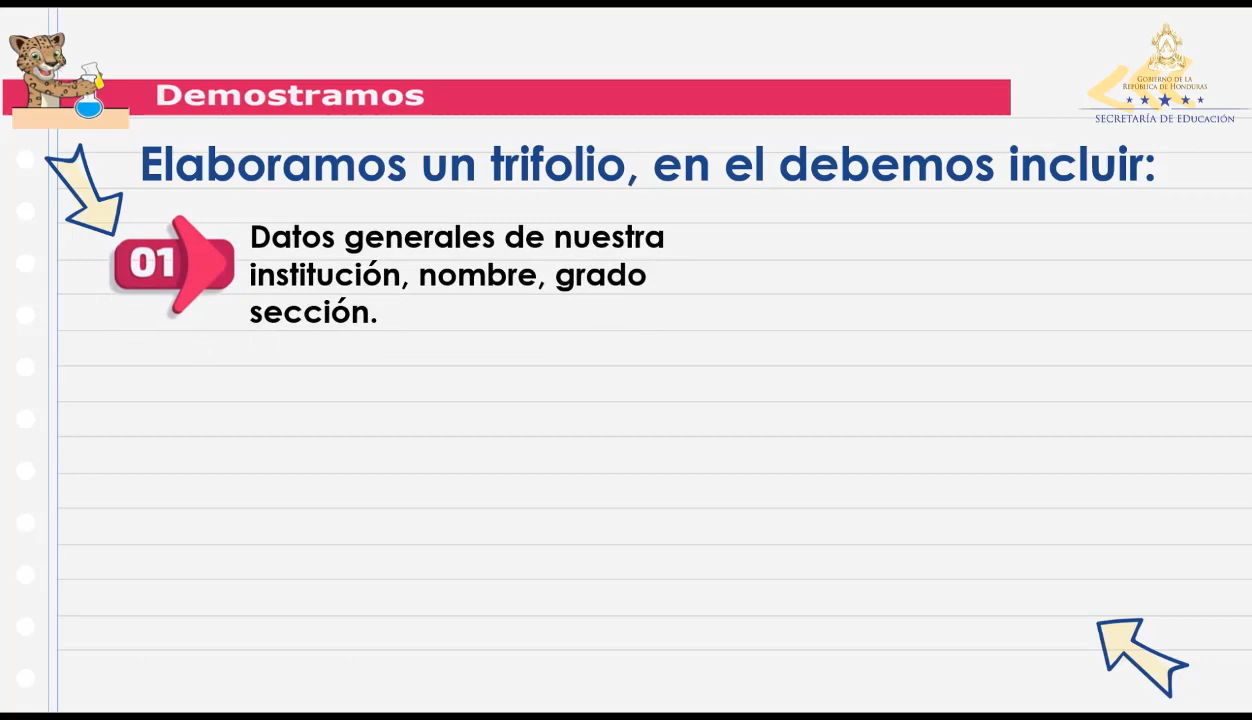 Demostramos
GOBIERNO DE LA
REPÚBLICA DE HONDURAS
SECRETARÍA DE EDUCACIÓN
Elaboramos un trifolio, en el debemos incluir:
01
Datos generales de nuestra
institución, nombre, grado
sección.